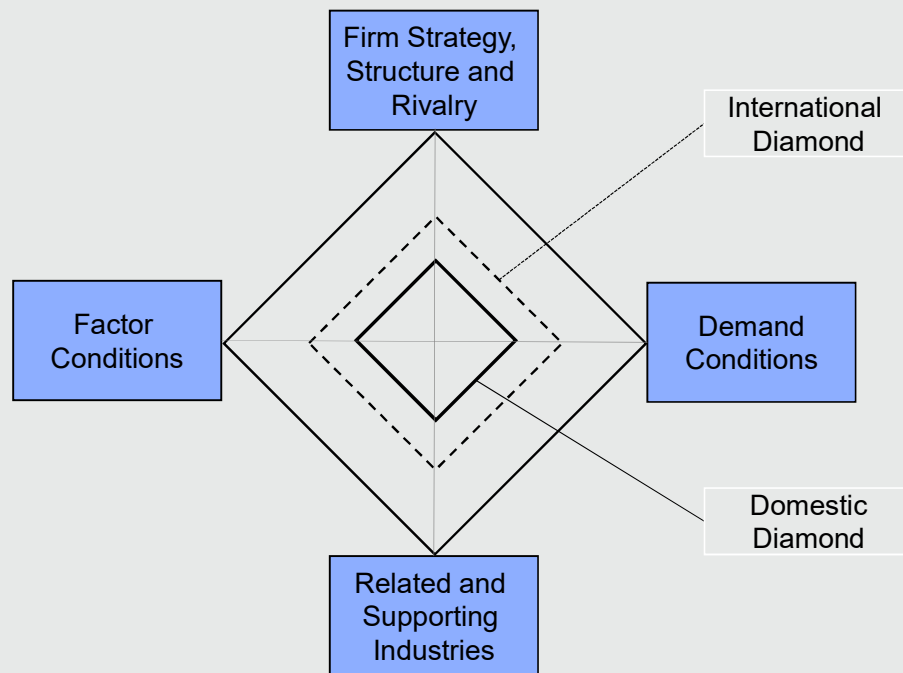 Firm Strategy,
Structure and
Rivalry
International
Diamond
Factor
Conditions
Demand
Conditions
Domestic
Diamond
Related and
Supporting
Industries